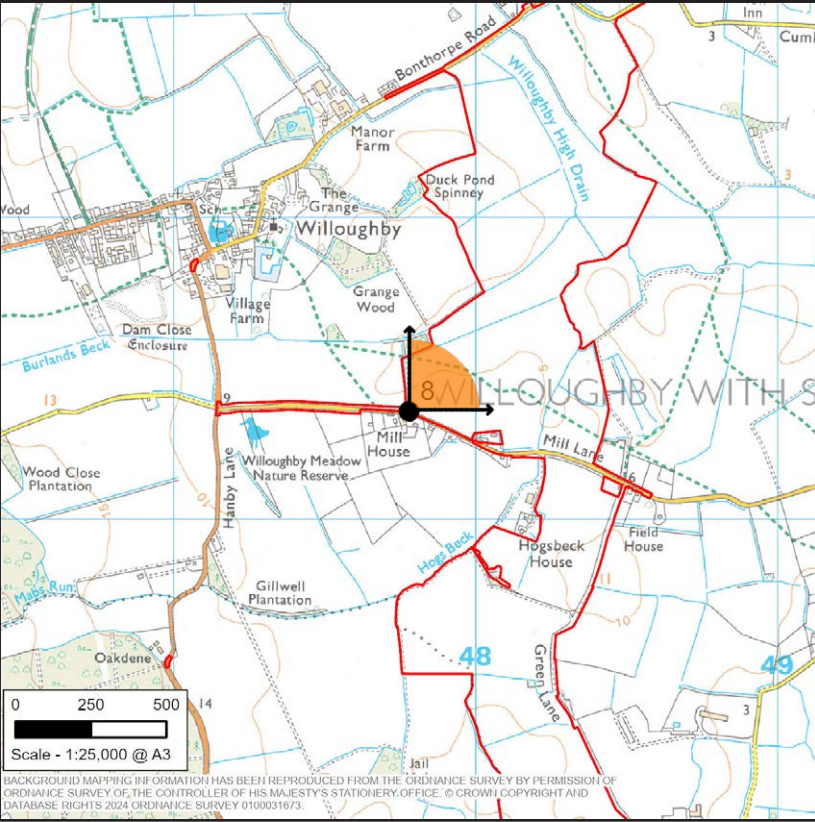 Inn
3
Cumb
Bonthorpe Road
Willoughby High Drain
Manor
Farm
3
Duck Pond
Spinney
Wood
Sch
The
Grange
Willoughby
Village
Farm
Grange
Wood
Dam Close
Enclosure
Burlands Beck
5
13
9
8
WILLOUGHBY WITH S
Mill
House
Mill Lane
6
Willoughby Meadow
Nature Reserve
Wood Close
Plantation
15
10
Hanby Lane
Hogs Beck
Hogsbeck
House
Field
House
11
10
Mabs Run
Gillwell
Plantation
Oakdene
48
49
Green Lane
14
3
Jail
0 250 500
Scale - 1:25,000 @ A3
BACKGROUND MAPPING INFORMATION HAS BEEN REPRODUCED FROM THE ORDNANCE SURVEY BY PERMISSION OF
ORDNANCE SURVEY OF, THE CONTROLLER OF HIS MAJESTY'S STATIONERY OFFICE. © CROWN COPYRIGHT AND
DATABASE RIGHTS 2024 ORDNANCE SURVEY 0100031673.